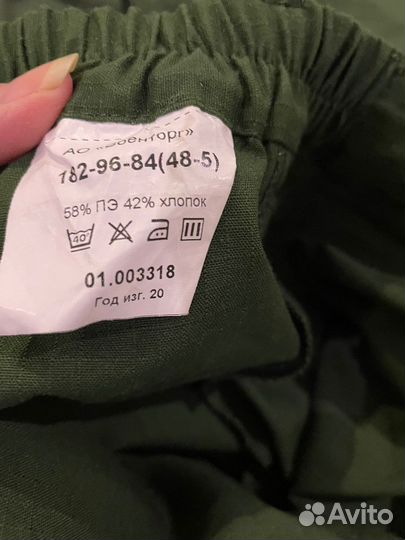 АО «Военторг»
182-96-84(48-5)
58% ПЭ 42% хлопок
40
01.003318
Год изг. 20
Avito